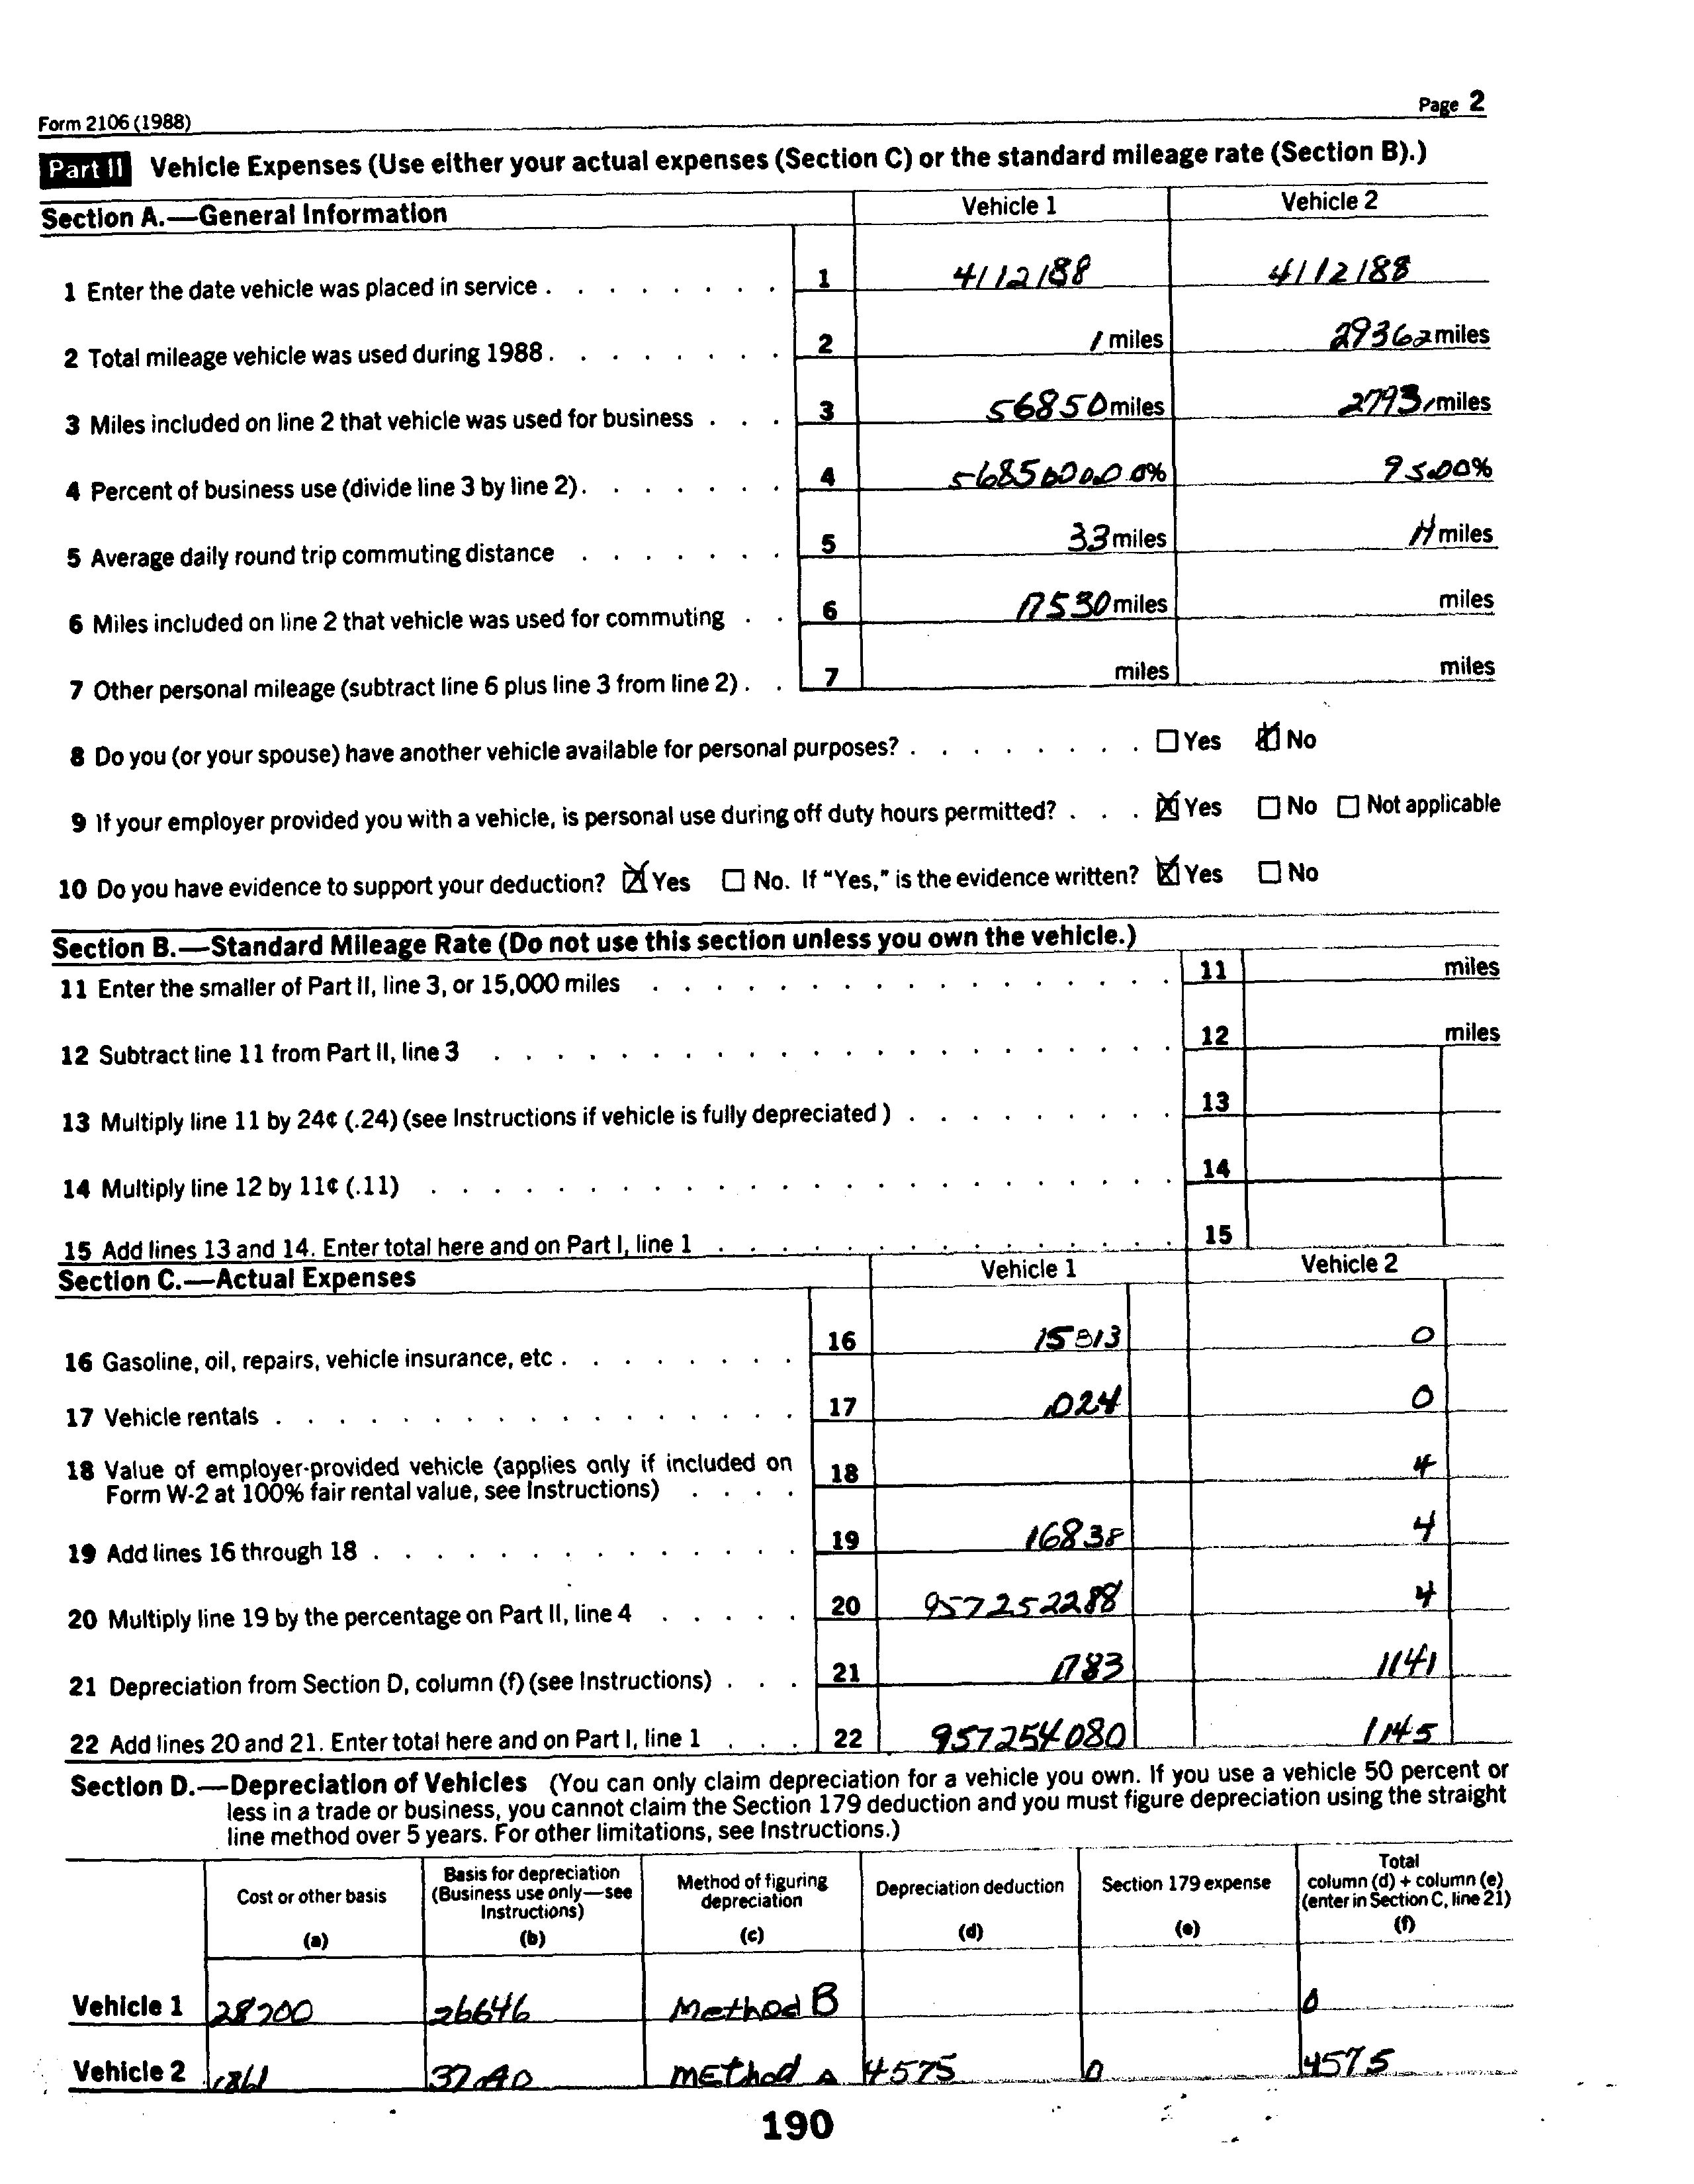 Form 2106 (1988) Page 2
Part II Vehicle Expenses (Use either your actual expenses (Section C) or the standard mileage rate (Section B).)
Section A.—General Information Vehicle 1 Vehicle 2
1 Enter the date vehicle was placed in service . . . . . . . . 1 4112188 4112188
2 Total mileage vehicle was used during 1988 . . . . . . . . 2 1 miles 29362 miles
3 Miles included on line 2 that vehicle was used for business . . . 3 56850 miles 27931 miles
4 Percent of business use (divide line 3 by line 2) . . . . . . . 4 5685000.00% 95.00%
5 Average daily round trip commuting distance . . . . . . . 5 33 miles miles
6 Miles included on line 2 that vehicle was used for commuting . . 6 17530 miles miles
7 Other personal mileage (subtract line 6 plus line 3 from line 2) . . 7 miles miles
8 Do you (or your spouse) have another vehicle available for personal purposes? . . . . . . . . ☐ Yes ☒ No
9 If your employer provided you with a vehicle, is personal use during off duty hours permitted? . . . ☒ Yes ☐ No ☐ Not applicable
10 Do you have evidence to support your deduction? ☒ Yes ☐ No. If "Yes," is the evidence written? ☒ Yes ☐ No
Section B.—Standard Mileage Rate (Do not use this section unless you own the vehicle.)
11 Enter the smaller of Part II, line 3, or 15,000 miles . . . . . . . . . . . . . . . . . 11 miles
12 Subtract line 11 from Part II, line 3 . . . . . . . . . . . . . . . . . . . . . . 12 miles
13 Multiply line 11 by 24¢ (.24) (see Instructions if vehicle is fully depreciated ) . . . . . . . . . 13
14 Multiply line 12 by 11¢ (.11) . . . . . . . . . . . . . . . . . . . . . . . . 14
15 Add lines 13 and 14. Enter total here and on Part I, line 1 . . . . . . . . . . . . . . . 15
Section C.—Actual Expenses Vehicle 1 Vehicle 2
16 Gasoline, oil, repairs, vehicle insurance, etc . . . . . . . . 16 15813 0
17 Vehicle rentals . . . . . . . . . . . . . . . . . 17 1024 0
18 Value of employer-provided vehicle (applies only if included on 18 4
Form W-2 at 100% fair rental value, see Instructions) . . . .
19 Add lines 16 through 18 . . . . . . . . . . . . . . 19 16838 4
20 Multiply line 19 by the percentage on Part II, line 4 . . . . . 20 957252288 4
21 Depreciation from Section D, column (f) (see Instructions) . . . 21 1783 1141
22 Add lines 20 and 21. Enter total here and on Part I, line 1 . . . 22 957254080 1145
Section D.—Depreciation of Vehicles (You can only claim depreciation for a vehicle you own. If you use a vehicle 50 percent or
less in a trade or business, you cannot claim the Section 179 deduction and you must figure depreciation using the straight
line method over 5 years. For other limitations, see Instructions.)
Cost or other basis (a) Basis for depreciation (Business use only—see Instructions) (b) Method of figuring depreciation (c) Depreciation deduction (d) Section 179 expense (e) Total column (d) + column (e) (enter in Section C, line 21) (f)
Vehicle 1 28200 26646 Method B 0
Vehicle 2 1861 Method A 4575 0 4575
190